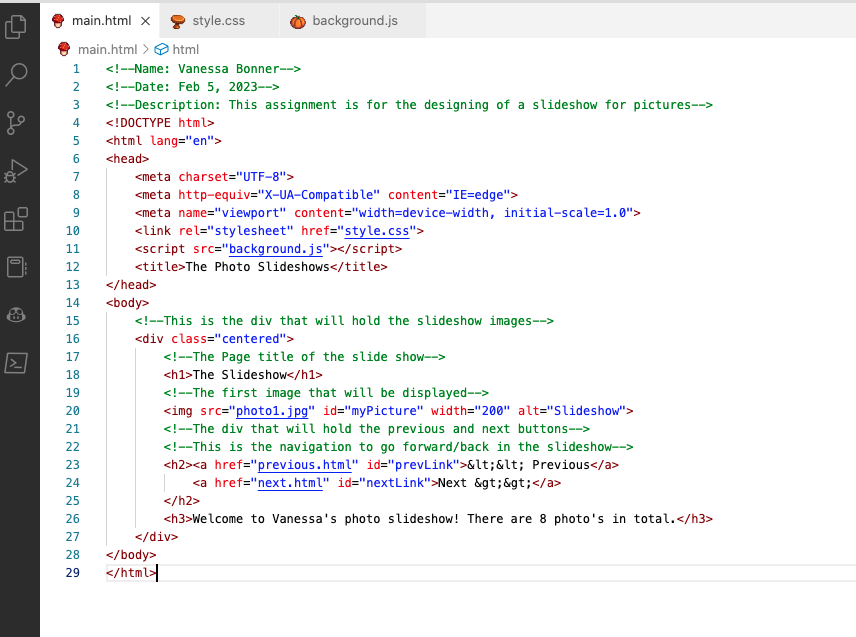 main.html
style.css
background.js
main.html > html
1 <!--Name: Vanessa Bonner-->
2 <!--Date: Feb 5, 2023-->
3 <!--Description: This assignment is for the designing of a slideshow for pictures-->
4 <!DOCTYPE html>
5 <html lang="en">
6 <head>
7     <meta charset="UTF-8">
8     <meta http-equiv="X-UA-Compatible" content="IE=edge">
9     <meta name="viewport" content="width=device-width, initial-scale=1.0">
10     <link rel="stylesheet" href="style.css">
11     <script src="background.js"></script>
12     <title>The Photo Slideshows</title>
13 </head>
14 <body>
15     <!--This is the div that will hold the slideshow images-->
16     <div class="centered">
17         <!--The Page title of the slide show-->
18         <h1>The Slideshow</h1>
19         <!--The first image that will be displayed-->
20         <img src="photo1.jpg" id="myPicture" width="200" alt="Slideshow">
21         <!--The div that will hold the previous and next buttons-->
22         <!--This is the navigation to go forward/back in the slideshow-->
23         <h2><a href="previous.html" id="prevLink">&lt;&lt; Previous</a>
24             <a href="next.html" id="nextLink">Next &gt;&gt;</a>
25         </h2>
26         <h3>Welcome to Vanessa's photo slideshow! There are 8 photo's in total.</h3>
27     </div>
28 </body>
29 </html>